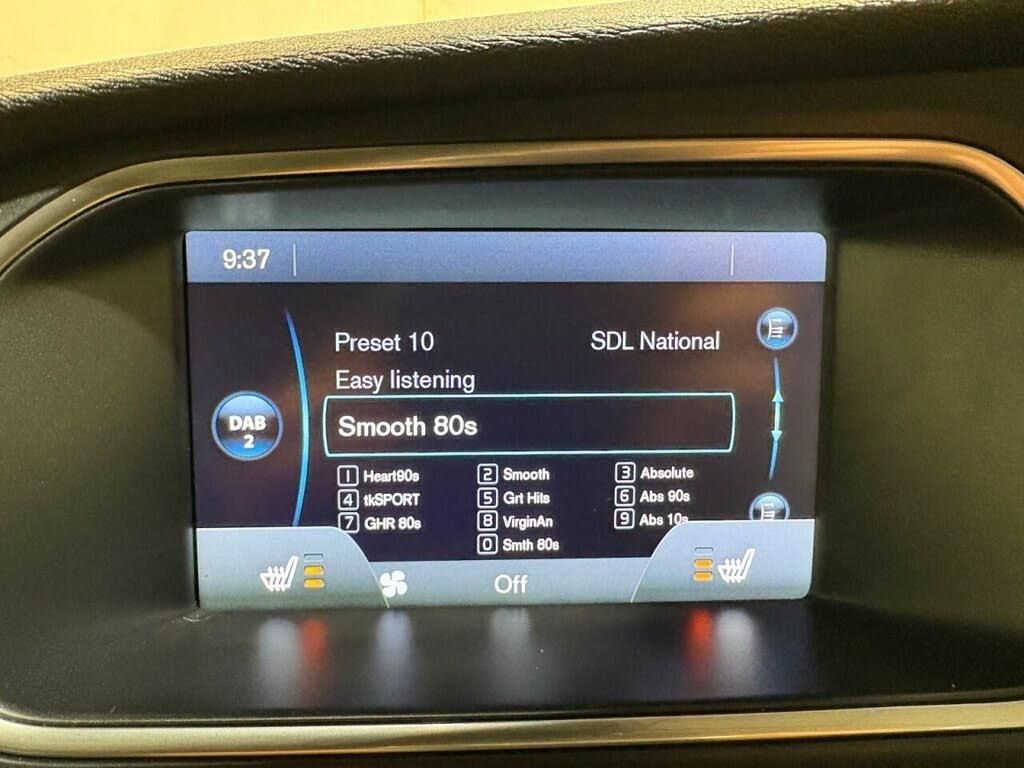 9:37
Preset 10 SDL National
Easy listening
DAB
2
Smooth 80s
1 Heart90s 2 Smooth 3 Absolute
4 tkSPORT 5 Grt Hits 6 Abs 90s
7 GHR 80s 8 VirginAn 9 Abs 10s
0 Smth 80s
Off